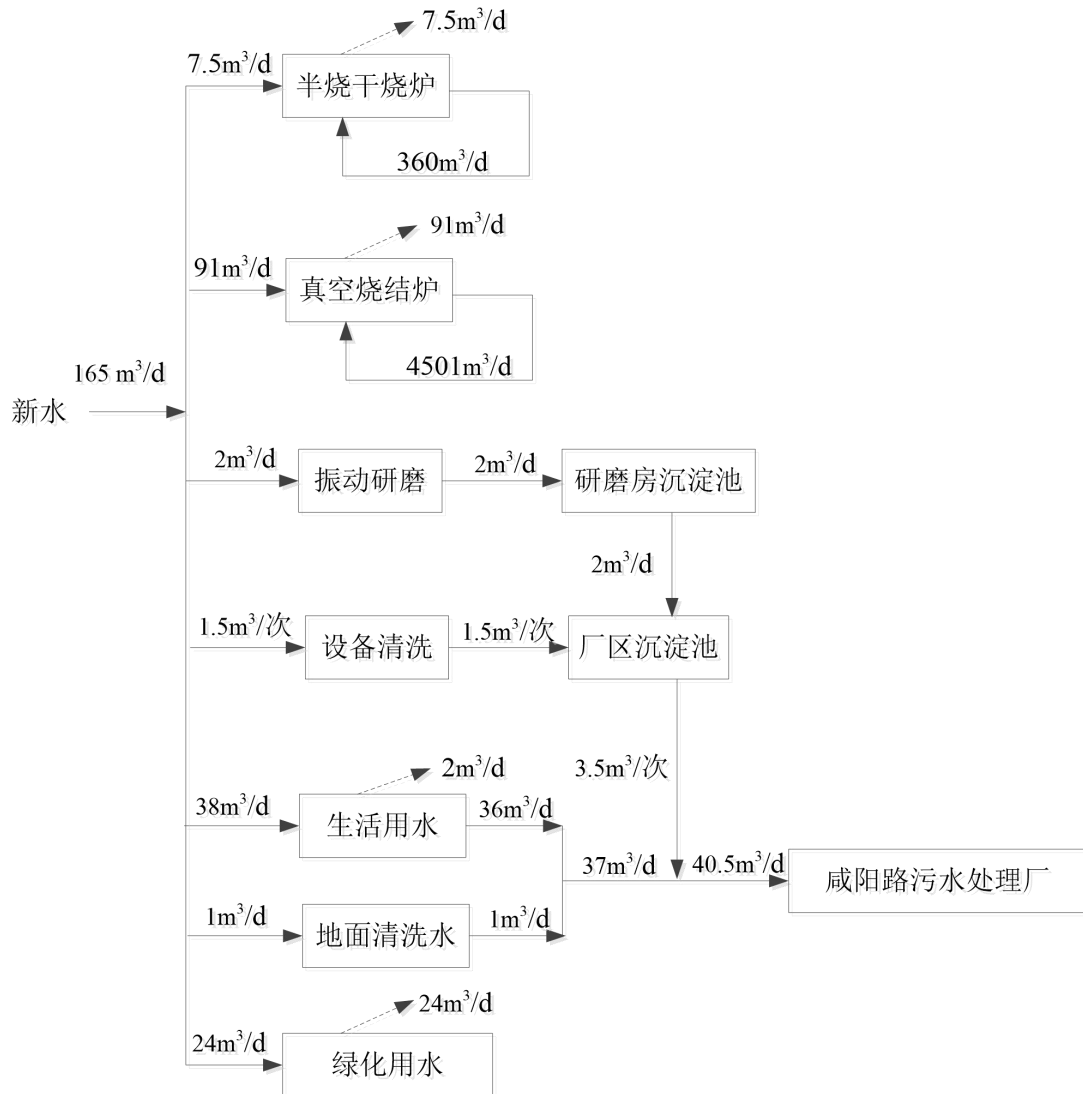 7.5m³/d
7.5m³/d
半烧干烧炉
360m³/d
91m³/d
91m³/d
真空烧结炉
4501m³/d
165 m³/d
新水
2m³/d
振动研磨
2m³/d
研磨房沉淀池
2m³/d
1.5m³/次
设备清洗
1.5m³/次
厂区沉淀池
3.5m³/次
2m³/d
38m³/d
生活用水
36m³/d
37m³/d
40.5m³/d
咸阳路污水处理厂
1m³/d
地面清洗水
1m³/d
24m³/d
24m³/d
绿化用水